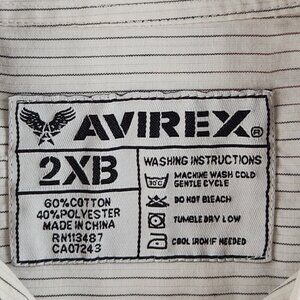 AVIREX®
2XB
60% COTTON
40% POLYESTER
MADE IN CHINA
RN113487
CA07243
WASHING INSTRUCTIONS
30°C MACHINE WASH COLD
GENTLE CYCLE
DO NOT BLEACH
TUMBLE DRY LOW
COOL IRON IF NEEDED